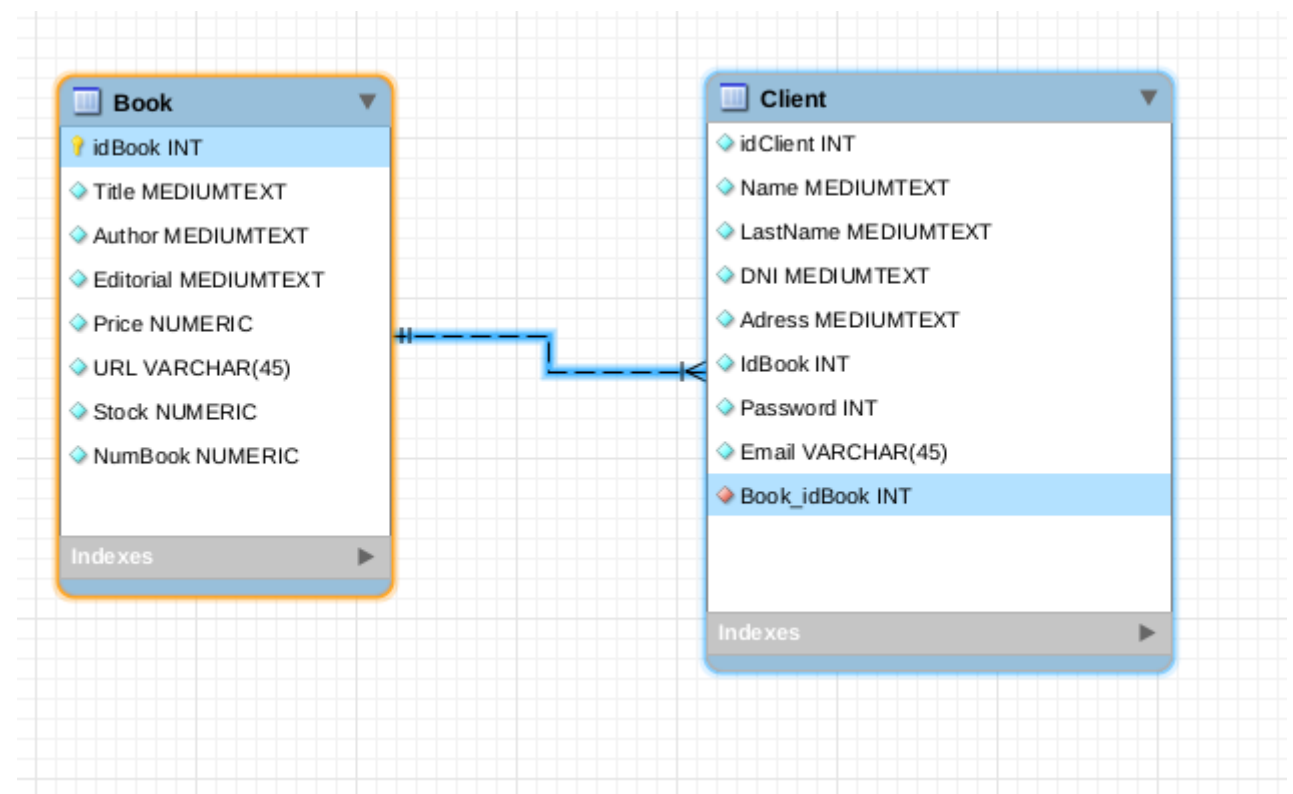 Book
idBook INT
Title MEDIUMTEXT
Author MEDIUMTEXT
Editorial MEDIUMTEXT
Price NUMERIC
URL VARCHAR(45)
Stock NUMERIC
NumBook NUMERIC
Indexes
Client
idClient INT
Name MEDIUMTEXT
LastName MEDIUMTEXT
DNI MEDIUMTEXT
Adress MEDIUMTEXT
IdBook INT
Password INT
Email VARCHAR(45)
Book_idBook INT
Indexes